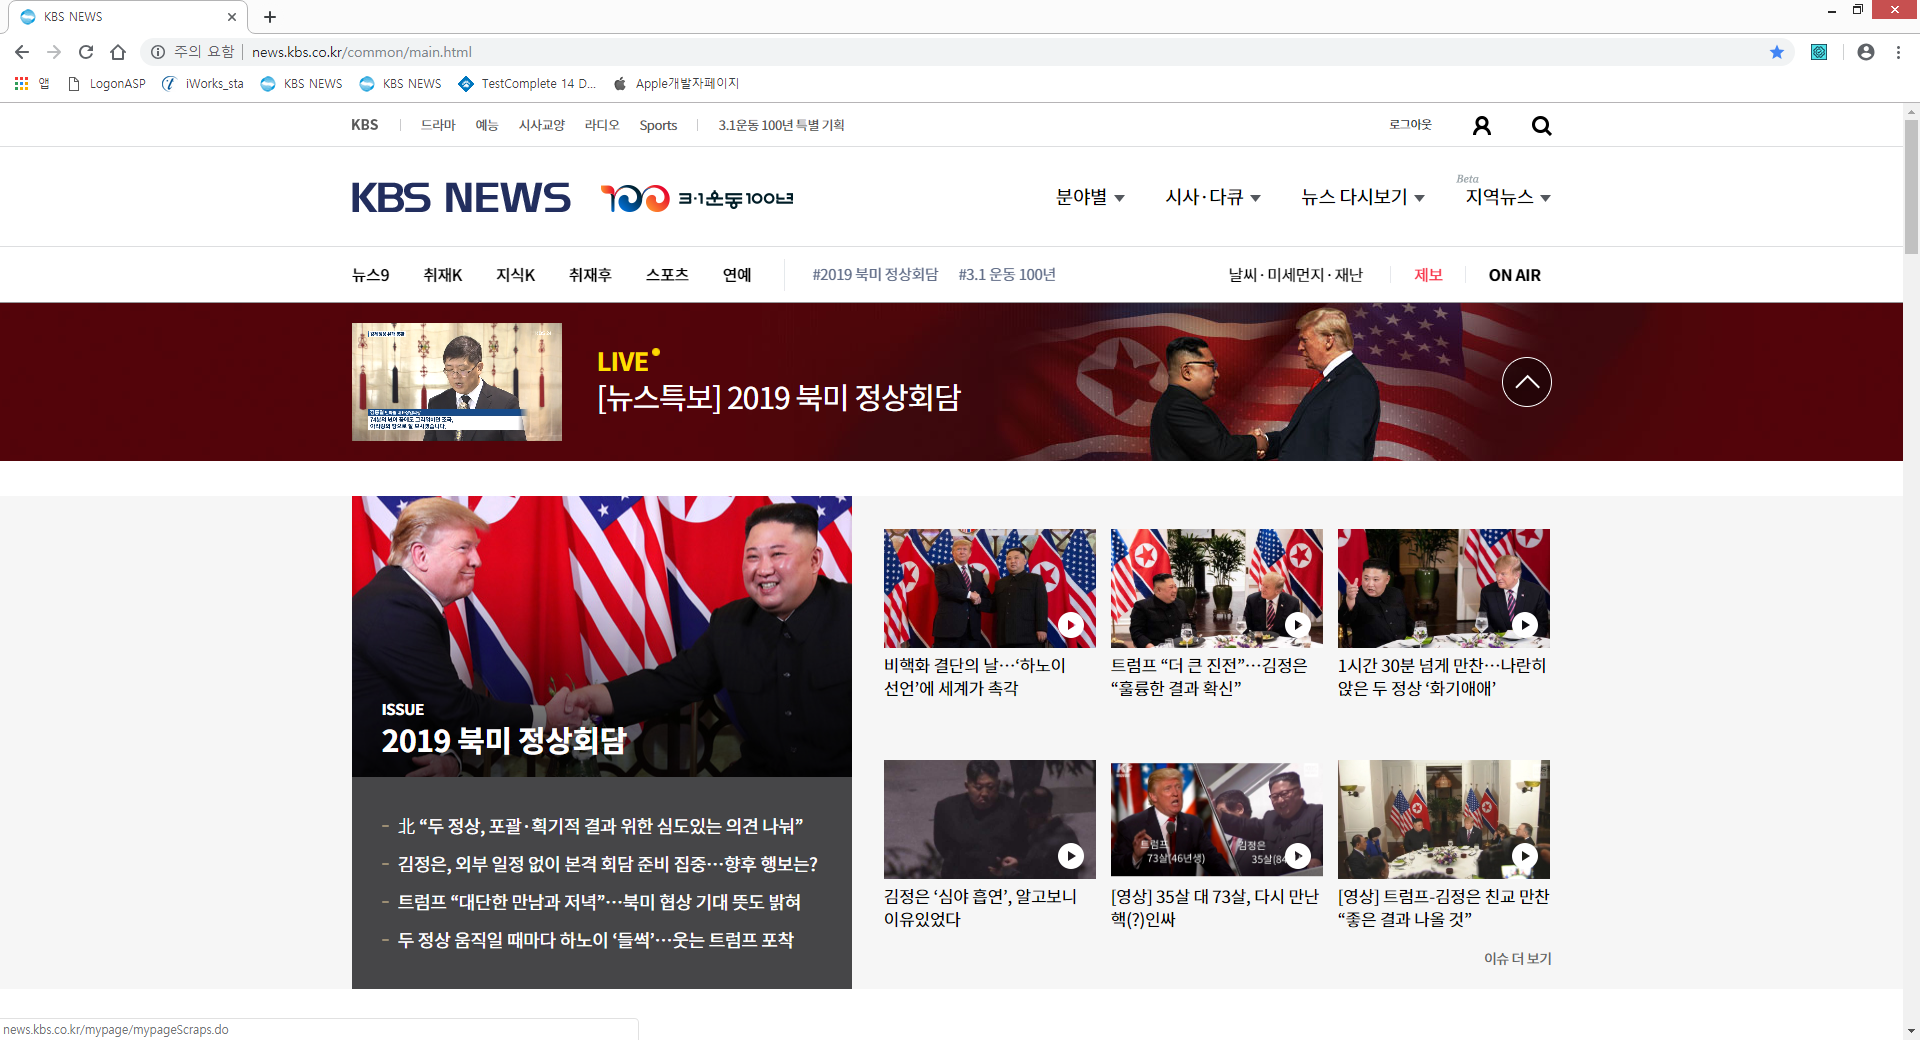 KBS NEWS
주의 요함
news.kbs.co.kr/common/main.html
앱 LogonASP iWorks_sta KBS NEWS KBS NEWS TestComplete 14 D... Apple개발자페이지
KBS 드라마 예능 시사교양 라디오 Sports 3.1운동 100년 특별 기획 로그아웃
KBS NEWS 100 3·1운동100년
분야별 시사·다큐 뉴스 다시보기 Beta 지역뉴스
뉴스9 취재K 지식K 취재후 스포츠 연예 #2019 북미 정상회담 #3.1 운동 100년 날씨·미세먼지·재난 제보 ON AIR
LIVE
[뉴스특보] 2019 북미 정상회담
ISSUE
2019 북미 정상회담
- 北 “두 정상, 포괄·획기적 결과 위한 심도있는 의견 나눠”
- 김정은, 외부 일정 없이 본격 회담 준비 집중…향후 행보는?
- 트럼프 “대단한 만남과 저녁”…북미 협상 기대 뜻도 밝혀
- 두 정상 움직일 때마다 하노이 ‘들썩’…웃는 트럼프 포착
비핵화 결단의 날…‘하노이
선언’에 세계가 촉각
트럼프 “더 큰 진전”…김정은
“훌륭한 결과 확신”
1시간 30분 넘게 만찬…나란히
앉은 두 정상 ‘화기애애’
김정은 ‘심야 흡연’, 알고보니
이유있었다
트럼프
73살(46년생)
김정은
35살(84
[영상] 35살 대 73살, 다시 만난
핵(?)인싸
[영상] 트럼프-김정은 친교 만찬
“좋은 결과 나올 것”
이슈 더 보기
news.kbs.co.kr/mypage/mypageScraps.do